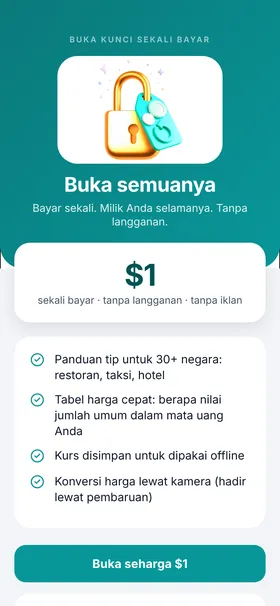 BUKA KUNCI SEKALI BAYAR
Buka semuanya
Bayar sekali. Milik Anda selamanya. Tanpa
langganan.
$1
sekali bayar · tanpa langganan · tanpa iklan
Panduan tip untuk 30+ negara:
restoran, taksi, hotel
Tabel harga cepat: berapa nilai
jumlah umum dalam mata uang
Anda
Kurs disimpan untuk dipakai offline
Konversi harga lewat kamera (hadir
lewat pembaruan)
Buka seharga $1